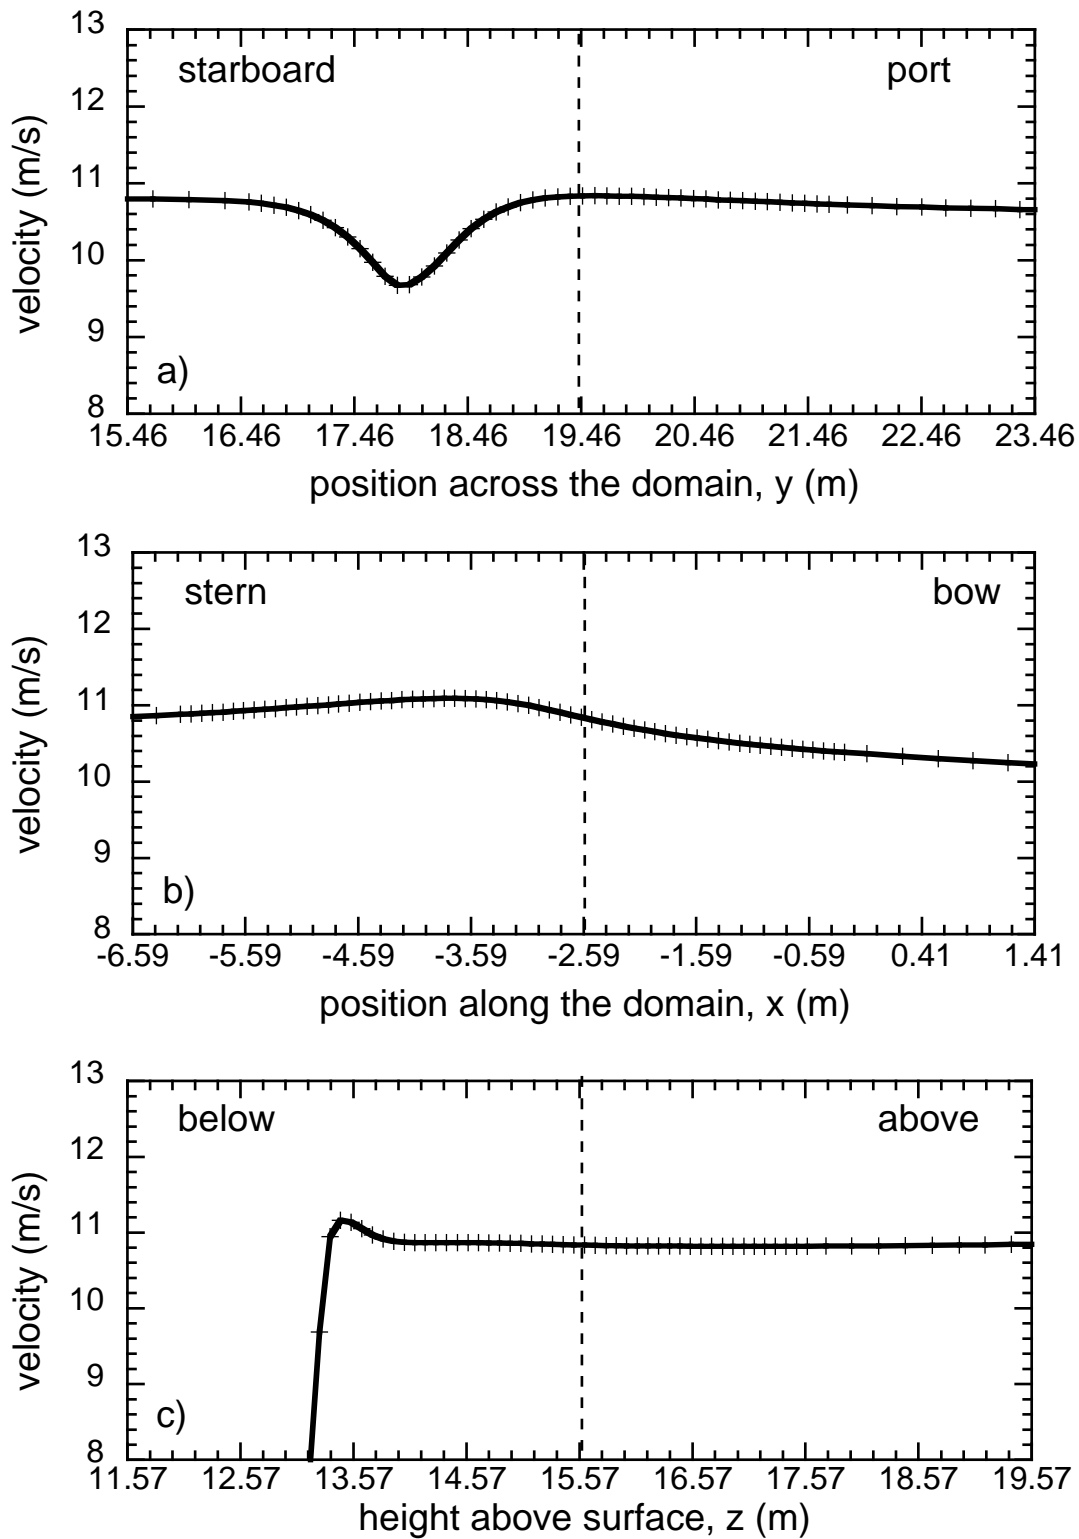 13
starboard
port
12
11
10
9
a)
8
velocity (m/s)
15.46 16.46 17.46 18.46 19.46 20.46 21.46 22.46 23.46
position across the domain, y (m)
13
stern
bow
12
11
10
9
b)
8
velocity (m/s)
-6.59 -5.59 -4.59 -3.59 -2.59 -1.59 -0.59 0.41 1.41
position along the domain, x (m)
13
below
above
12
11
10
9
c)
8
velocity (m/s)
11.57 12.57 13.57 14.57 15.57 16.57 17.57 18.57 19.57
height above surface, z (m)